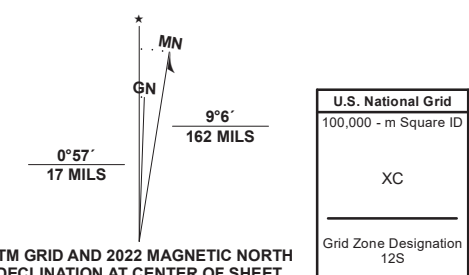 ★
MN
GN
9°6´
162 MILS
0°57´
17 MILS
TM GRID AND 2022 MAGNETIC NORTH
DECLINATION AT CENTER OF SHEET
U.S. National Grid
100,000 - m Square ID
XC
Grid Zone Designation
12S